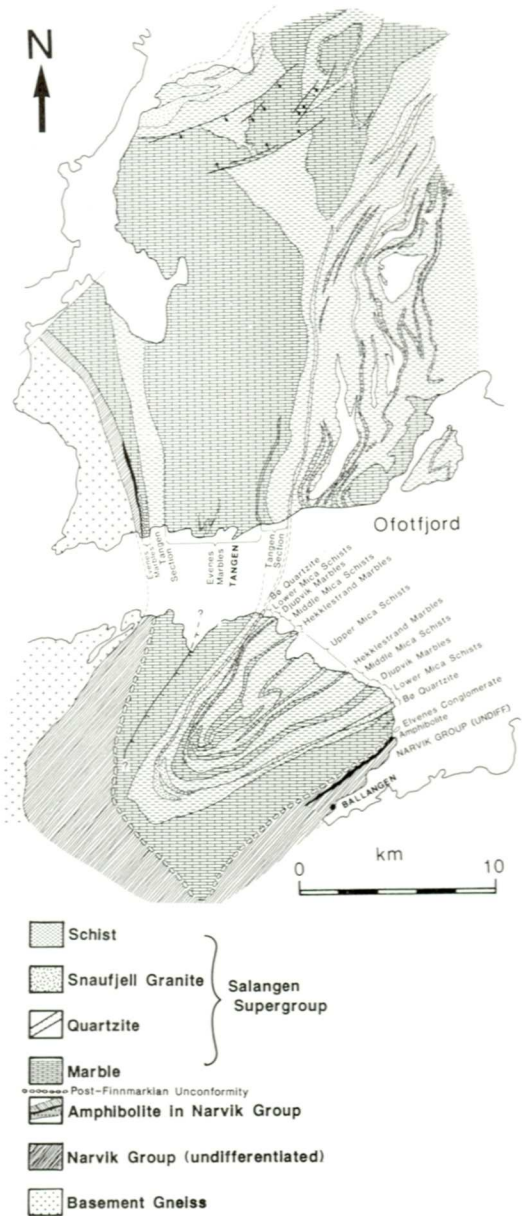 N
Ofotfjord
Evenes Marbles
Tangen Section
Evenes Marbles
TANGEN
Tangen Section
Be Quartzite
Lower Mica Schists
Djupvik Marbles
Middle Mica Schists
Hekklestrand Marbles
Upper Mica Schists
Hekklestrand Marbles
Middle Mica Schists
Djupvik Marbles
Lower Mica Schists
Be Quartzite
Elvenes Conglomerate
Amphibolite
NARVIK GROUP (UNDIFF)
?
?
BALLANGEN
km
0 10
Schist
Snaufjell Granite
Quartzite
Marble
Salangen Supergroup
Post-Finnmarkian Unconformity
Amphibolite in Narvik Group
Narvik Group (undifferentiated)
Basement Gneiss